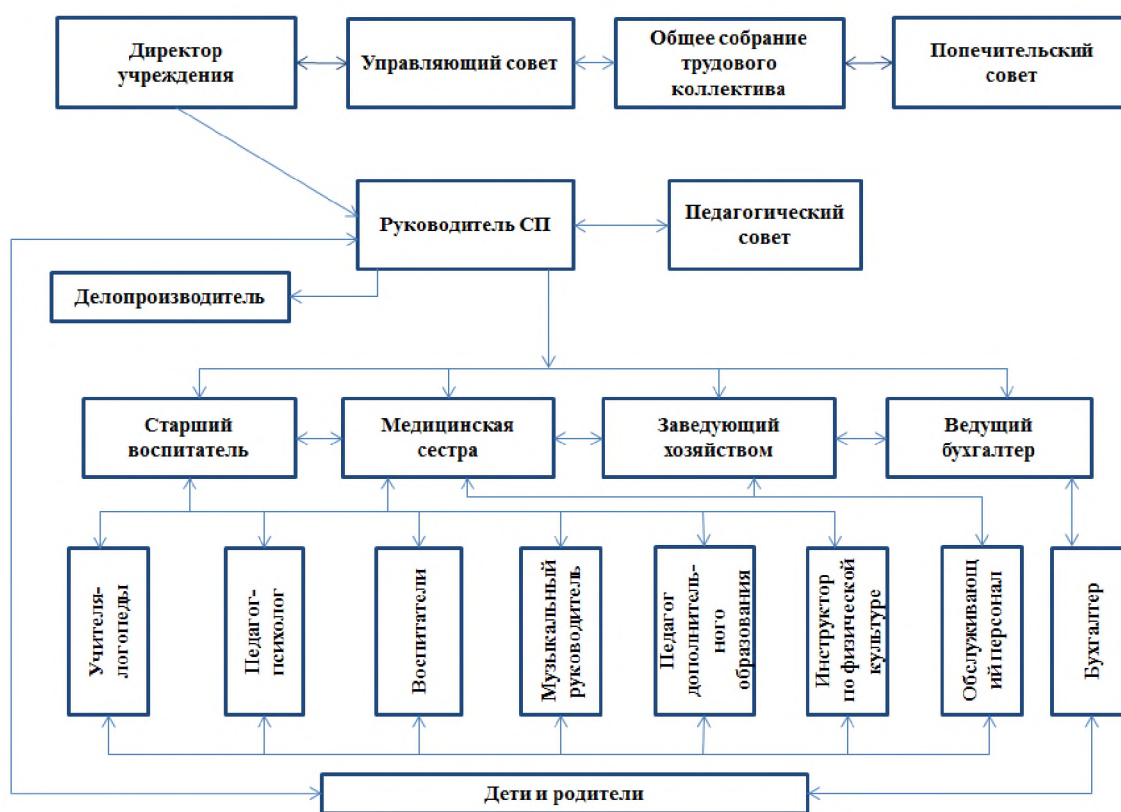 Директор
учреждения
Управляющий совет
Общее собрание
трудового
коллектива
Попечительский
совет
Руководитель СП
Педагогический
совет
Делопроизводитель
Старший
воспитатель
Медицинская
сестра
Заведующий
хозяйством
Ведущий
бухгалтер
Учителя-
логопеды
Педагог-
психолог
Воспитатели
Музыкальный
руководитель
Педагог
дополнитель-
ного
образования
Инструктор
по физической
культуре
Обслуживающ
ий персонал
Бухгалтер
Дети и родители